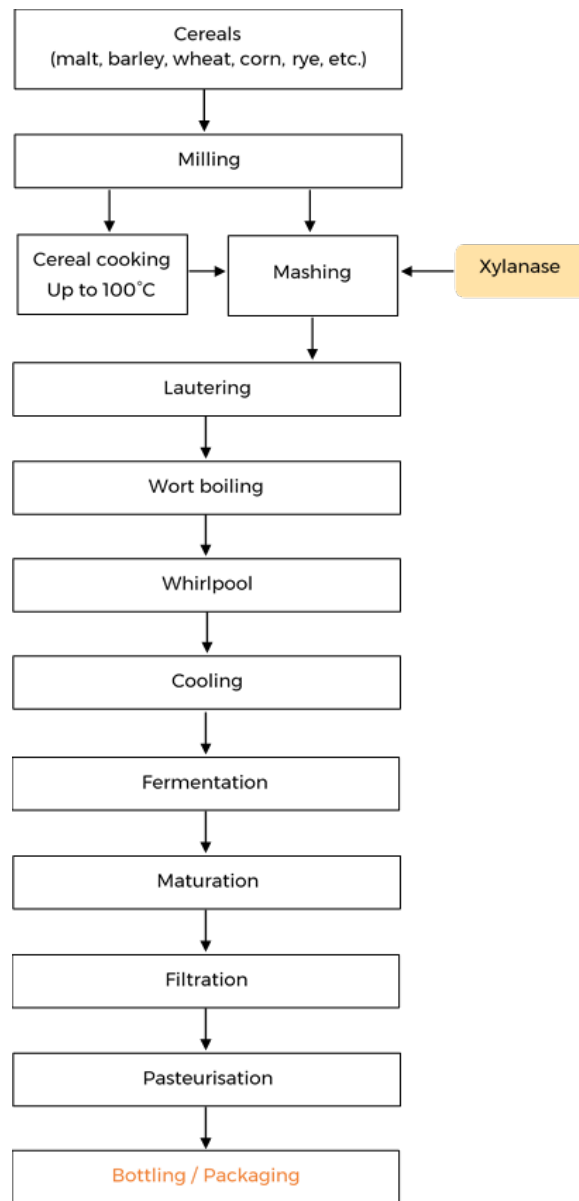 Cereals
(malt, barley, wheat, corn, rye, etc.)
Milling
Cereal cooking
Up to 100°C
Mashing
Xylanase
Lautering
Wort boiling
Whirlpool
Cooling
Fermentation
Maturation
Filtration
Pasteurisation
Bottling / Packaging